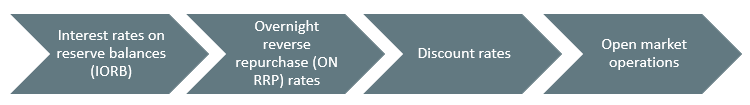 Interest rates on
reserve balances
(IORB)
Overnight
reverse
repurchase (ON
RRP) rates
Discount rates
Open market
operations